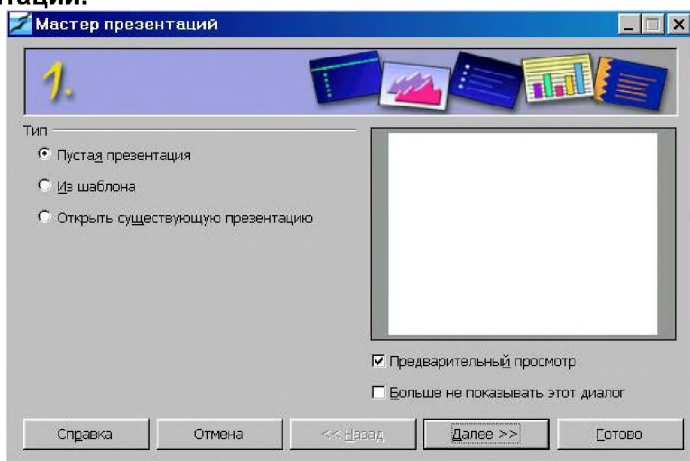 нтации.
Мастер презентаций
1.
Тип
Пустая презентация
Из шаблона
Открыть существующую презентацию
Предварительный просмотр
Больше не показывать этот диалог
Справка
Отмена
<< Назад
Далее >>
Готово